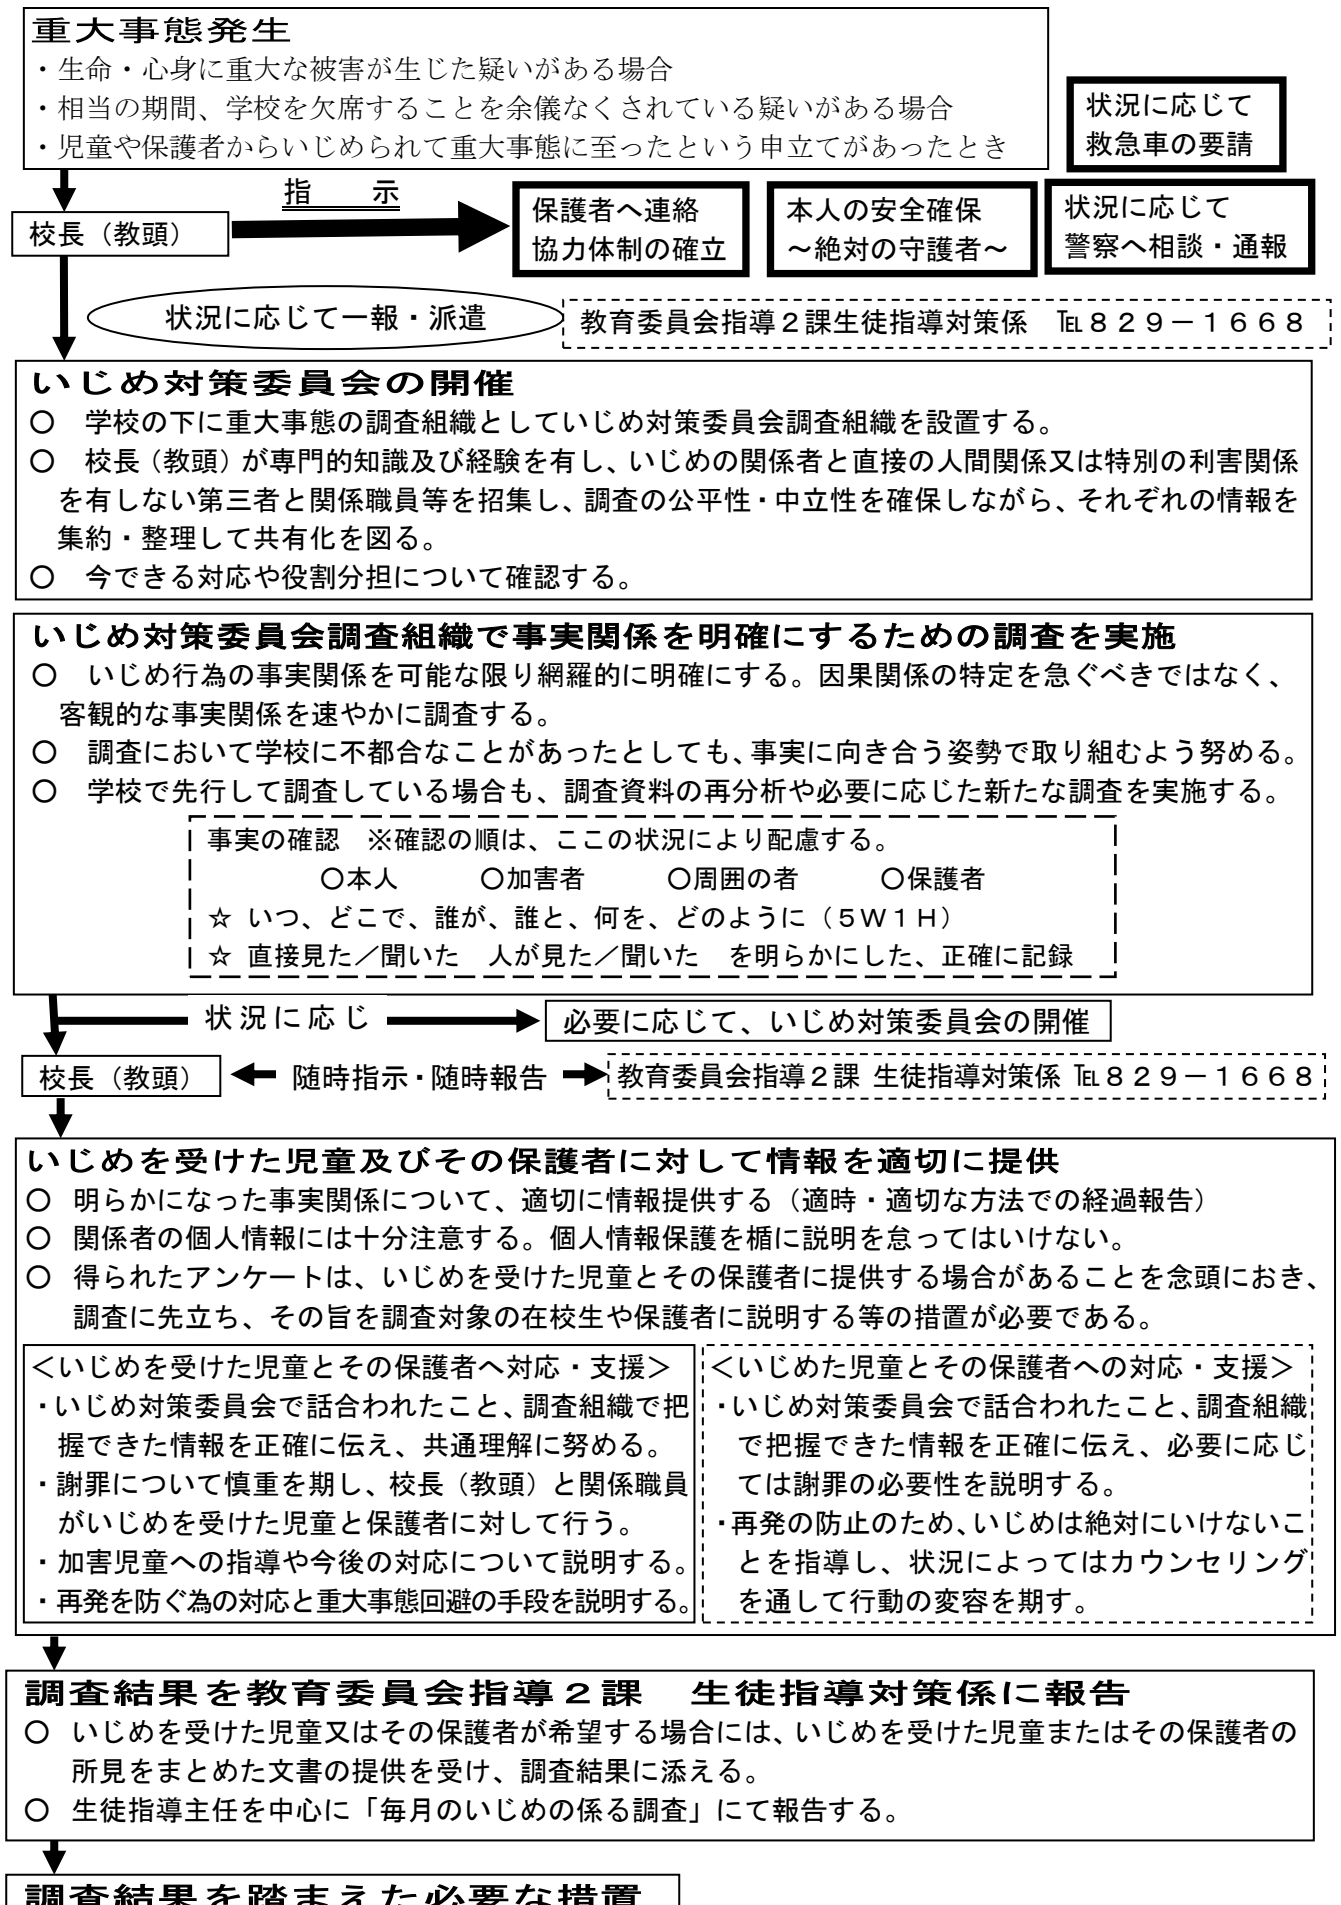 重大事態発生
・生命・心身に重大な被害が生じた疑いがある場合
・相当の期間、学校を欠席することを余儀なくされている疑いがある場合
・児童や保護者からいじめられて重大事態に至ったという申立てがあったとき
状況に応じて
救急車の要請
指　示
校長（教頭）
保護者へ連絡
協力体制の確立
本人の安全確保
～絶対の守護者～
状況に応じて
警察へ相談・通報
状況に応じて一報・派遣
教育委員会指導２課生徒指導対策係　℡８２９－１６６８
いじめ対策委員会の開催
〇　学校の下に重大事態の調査組織としていじめ対策委員会調査組織を設置する。
〇　校長（教頭）が専門的知識及び経験を有し、いじめの関係者と直接の人間関係又は特別の利害関係
を有しない第三者と関係職員等を招集し、調査の公平性・中立性を確保しながら、それぞれの情報を
集約・整理して共有化を図る。
〇　今できる対応や役割分担について確認する。
いじめ対策委員会調査組織で事実関係を明確にするための調査を実施
〇　いじめ行為の事実関係を可能な限り網羅的に明確にする。因果関係の特定を急ぐべきではなく、
客観的な事実関係を速やかに調査する。
〇　調査において学校に不都合なことがあったとしても、事実に向き合う姿勢で取り組むよう努める。
〇　学校で先行して調査している場合も、調査資料の再分析や必要に応じた新たな調査を実施する。
事実の確認　※確認の順は、ここの状況により配慮する。
〇本人　　〇加害者　　〇周囲の者　　〇保護者
☆ いつ、どこで、誰が、誰と、何を、どのように（５Ｗ１Ｈ）
☆ 直接見た／聞いた　人が見た／聞いた　を明らかにした、正確に記録
状況に応じ
必要に応じて、いじめ対策委員会の開催
校長（教頭）
随時指示・随時報告
教育委員会指導２課 生徒指導対策係 ℡８２９－１６６８
いじめを受けた児童及びその保護者に対して情報を適切に提供
〇 明らかになった事実関係について、適切に情報提供する（適時・適切な方法での経過報告）
〇 関係者の個人情報には十分注意する。個人情報保護を楯に説明を怠ってはいけない。
〇 得られたアンケートは、いじめを受けた児童とその保護者に提供する場合があることを念頭におき、
調査に先立ち、その旨を調査対象の在校生や保護者に説明する等の措置が必要である。
＜いじめを受けた児童とその保護者へ対応・支援＞
・いじめ対策委員会で話合われたこと、調査組織で把
握できた情報を正確に伝え、共通理解に努める。
・謝罪について慎重を期し、校長（教頭）と関係職員
がいじめを受けた児童と保護者に対して行う。
・加害児童への指導や今後の対応について説明する。
・再発を防ぐ為の対応と重大事態回避の手段を説明する。
＜いじめた児童とその保護者への対応・支援＞
・いじめ対策委員会で話合われたこと、調査組織
で把握できた情報を正確に伝え、必要に応じ
ては謝罪の必要性を説明する。
・再発の防止のため、いじめは絶対にいけないこ
とを指導し、状況によってはカウンセリング
を通して行動の変容を期す。
調査結果を教育委員会指導２課　生徒指導対策係に報告
〇 いじめを受けた児童又はその保護者が希望する場合には、いじめを受けた児童またはその保護者の
所見をまとめた文書の提供を受け、調査結果に添える。
〇 生徒指導主任を中心に「毎月のいじめの係る調査」にて報告する。
調査結果を踏まえた必要な措置